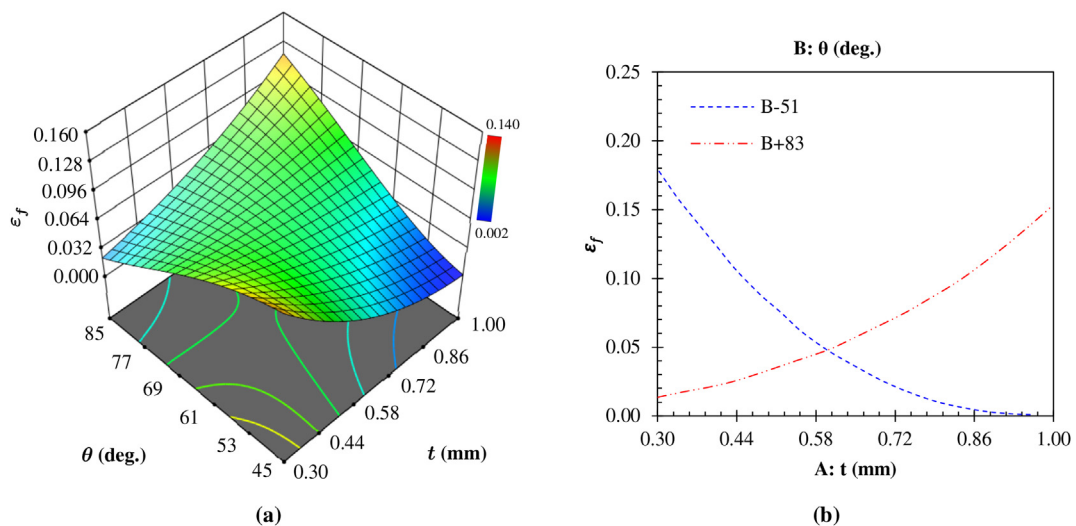 0.160
0.128
0.096
0.064
0.032
0.000
εf
0.140
0.002
85
77
69
61
53
45
θ (deg.)
1.00
0.86
0.72
0.58
0.44
0.30
t (mm)
(a)
B: θ (deg.)
0.25
0.20
0.15
0.10
0.05
0.00
εf
B-51
B+83
0.30 0.44 0.58 0.72 0.86 1.00
A: t (mm)
(b)